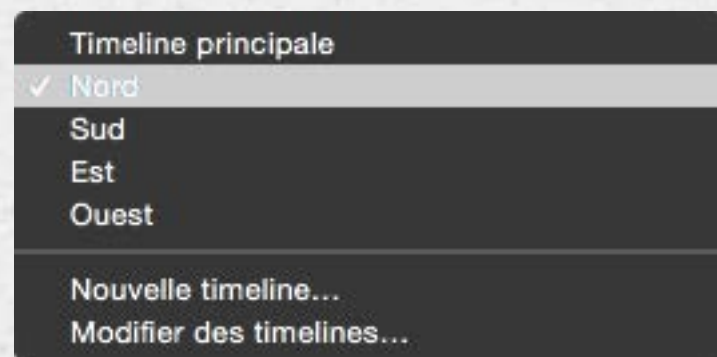 Timeline principale
✓ Nord
Sud
Est
Ouest
Nouvelle timeline...
Modifier des timelines...